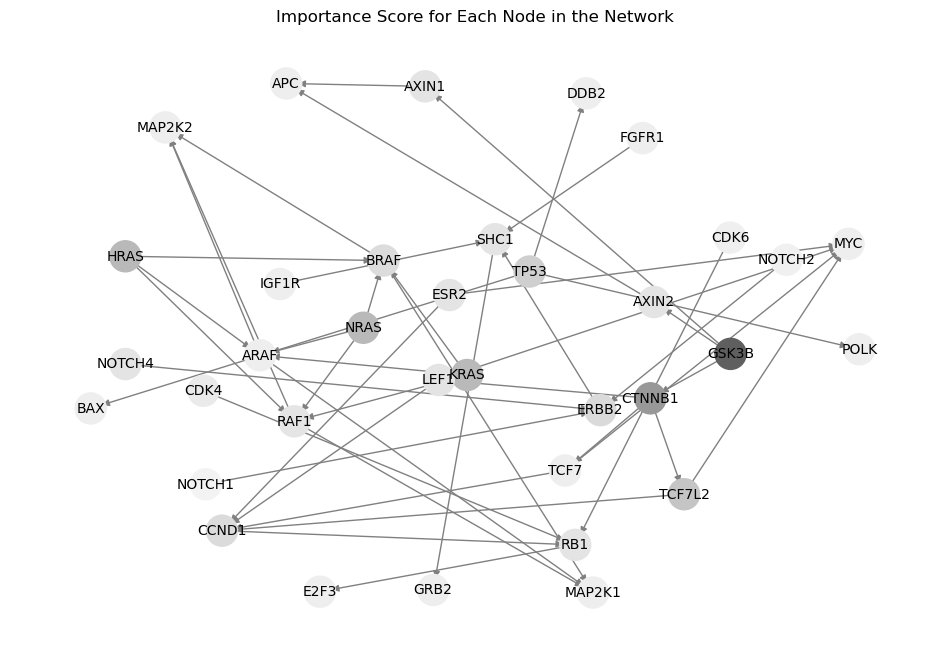 Importance Score for Each Node in the Network
APC
AXIN1
DDB2
MAP2K2
FGFR1
SHC1
CDK6
MYC
HRAS
BRAF
NOTCH2
TP53
IGF1R
ESR2
AXIN2
NRAS
POLK
GSK3B
ARAF
NOTCH4
LEF1
KRAS
CDK4
CTNNB1
BAX
ERBB2
RAF1
TCF7
NOTCH1
TCF7L2
CCND1
RB1
E2F3
GRB2
MAP2K1